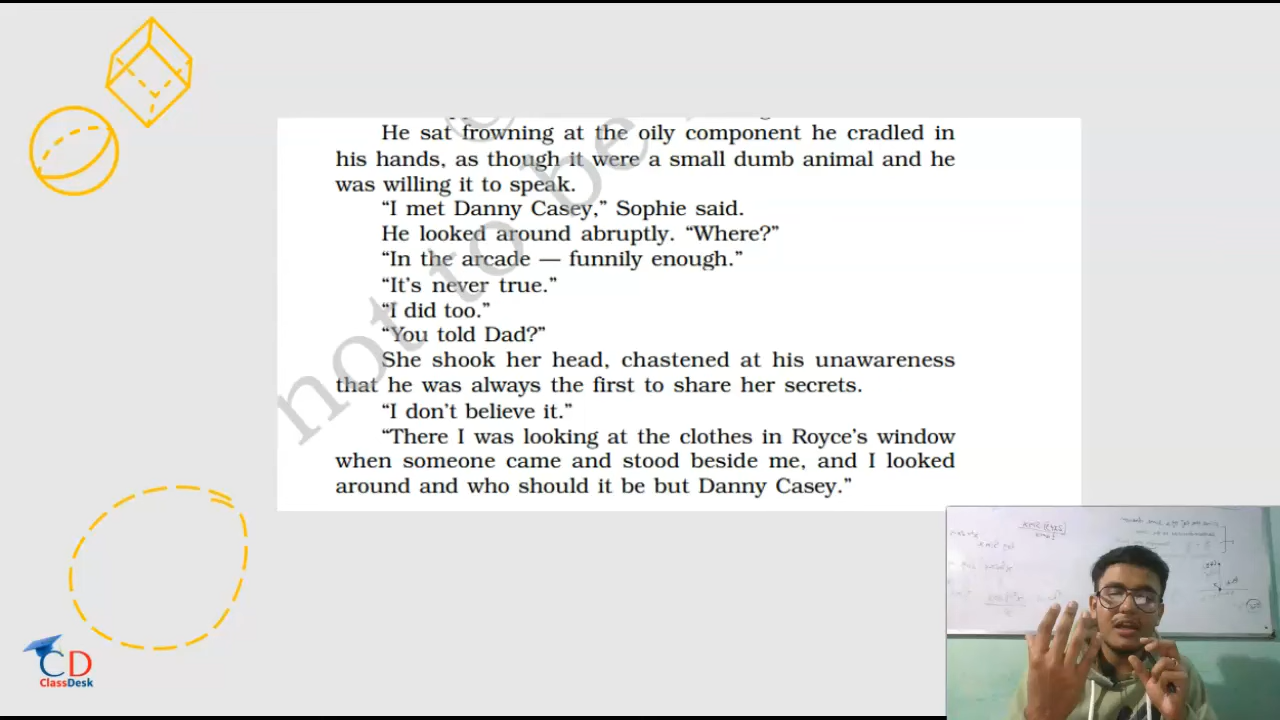 He sat frowning at the oily component he cradled in
his hands, as though it were a small dumb animal and he
was willing it to speak.
“I met Danny Casey,” Sophie said.
He looked around abruptly. “Where?”
“In the arcade — funnily enough.”
“It’s never true.”
“I did too.”
“You told Dad?”
She shook her head, chastened at his unawareness
that he was always the first to share her secrets.
“I don’t believe it.”
“There I was looking at the clothes in Royce’s window
when someone came and stood beside me, and I looked
around and who should it be but Danny Casey.”
not to be
CD
ClassDesk